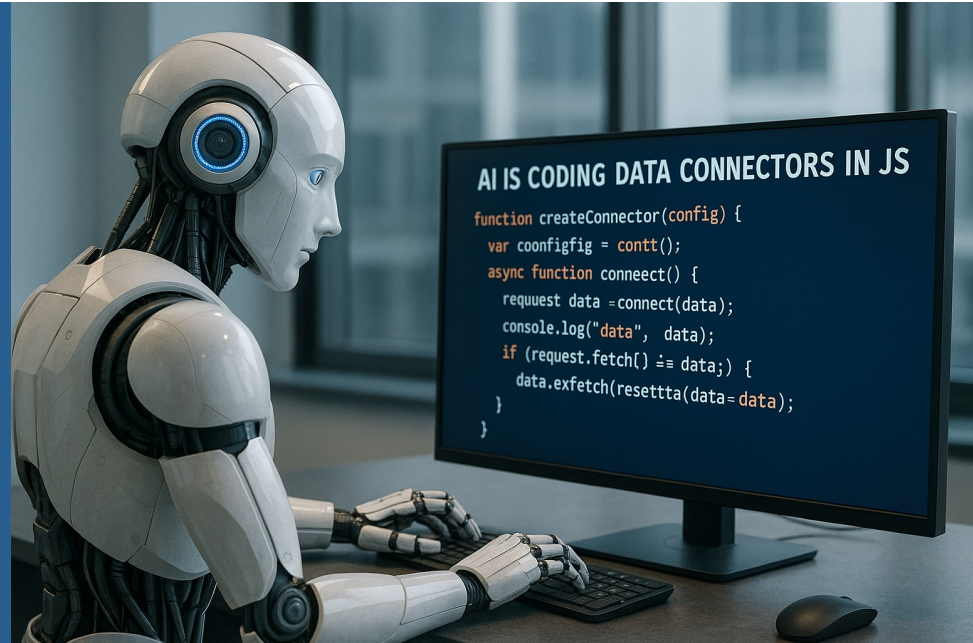 AI IS CODING DATA CONNECTORS IN JS
function createConnector(config) {
var coonfigfig = contt();
async function conneect() {
requuest data =connect(data);
console.log("data", data);
if (request.fetch() ≐≡ data;) {
data.exfetch(resettta(data=data);
}
}